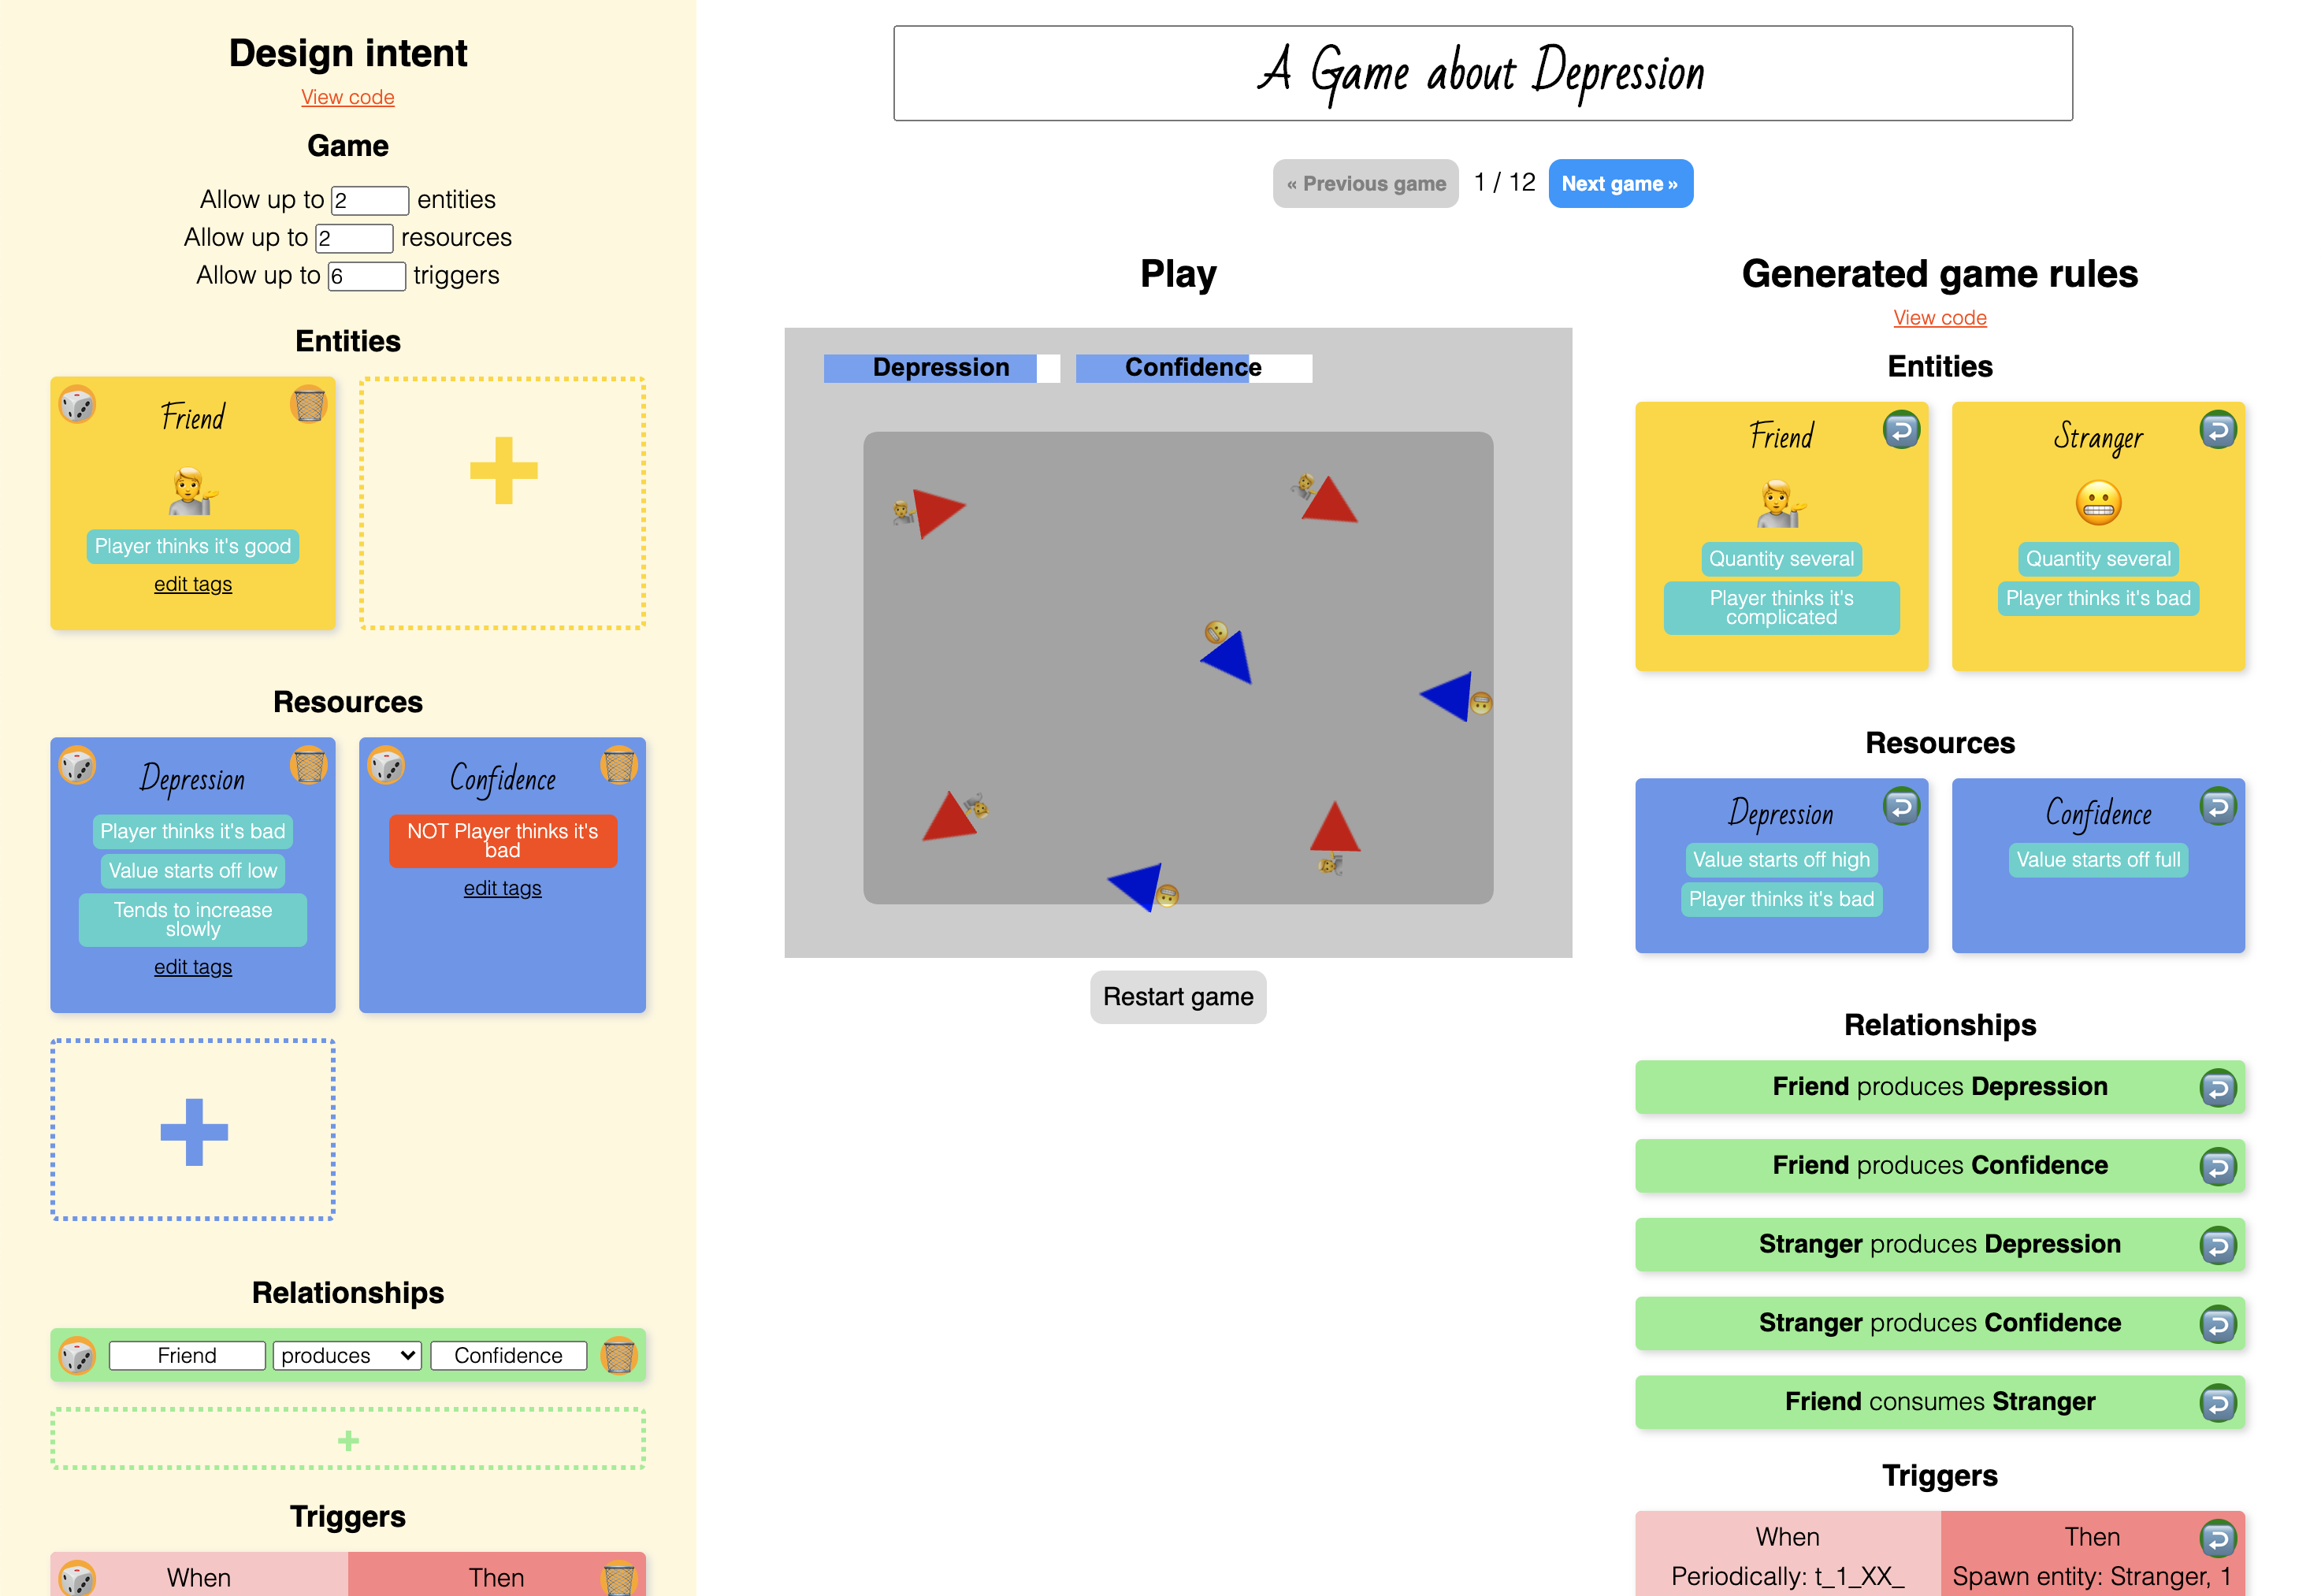 Design intent
View code
Game
Allow up to 2 entities
Allow up to 2 resources
Allow up to 6 triggers
Entities
Friend
Player thinks it's good
edit tags
Resources
Depression
Player thinks it's bad
Value starts off low
Tends to increase
slowly
edit tags
Confidence
NOT Player thinks it's
bad
edit tags
Relationships
Friend produces Confidence
Triggers
When Then
A Game about Depression
« Previous game 1 / 12 Next game »
Play
Depression Confidence
Restart game
Generated game rules
View code
Entities
Friend
Quantity several
Player thinks it's
complicated
Stranger
Quantity several
Player thinks it's bad
Resources
Depression
Value starts off high
Player thinks it's bad
Confidence
Value starts off full
Relationships
Friend produces Depression
Friend produces Confidence
Stranger produces Depression
Stranger produces Confidence
Friend consumes Stranger
Triggers
When
Periodically: t_1_XX_
Then
Spawn entity: Stranger, 1